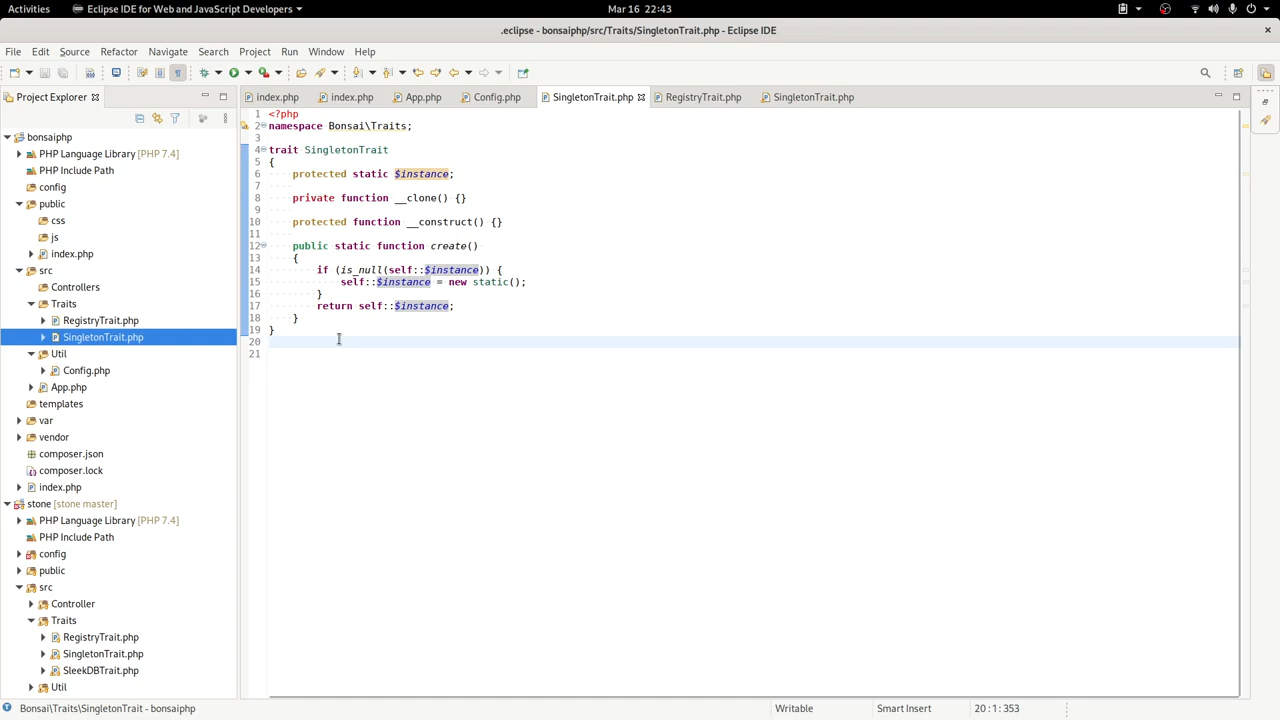 Activities
Eclipse IDE for Web and JavaScript Developers
Mar 16 22:43
.eclipse - bonsaiphp/src/Traits/SingletonTrait.php - Eclipse IDE
File Edit Source Refactor Navigate Search Project Run Window Help
Project Explorer
index.php
index.php
App.php
Config.php
SingletonTrait.php
RegistryTrait.php
SingletonTrait.php
bonsaiphp
PHP Language Library [PHP 7.4]
PHP Include Path
config
public
css
js
index.php
src
Controllers
Traits
RegistryTrait.php
SingletonTrait.php
Util
Config.php
App.php
templates
var
vendor
composer.json
composer.lock
index.php
stone [stone master]
PHP Language Library [PHP 7.4]
PHP Include Path
config
public
src
Controller
Traits
RegistryTrait.php
SingletonTrait.php
SleekDBTrait.php
Util
1 <?php
2 namespace Bonsai\Traits;
3
4 trait SingletonTrait
5 {
6 protected static $instance;
7
8 private function __clone() {}
9
10 protected function __construct() {}
11
12 public static function create()
13 {
14 if (is_null(self::$instance)) {
15 self::$instance = new static();
16 }
17 return self::$instance;
18 }
19 }
20
21
Bonsai\Traits\SingletonTrait - bonsaiphp
Writable
Smart Insert
20 : 1 : 353